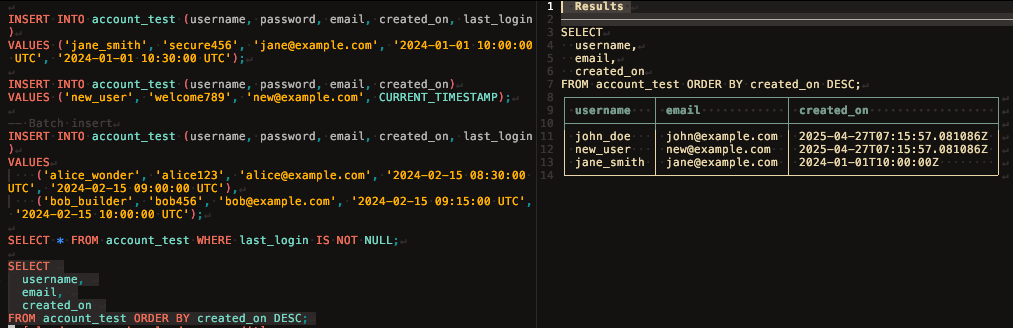 INSERT INTO account_test (username, password, email, created_on, last_login
)
VALUES ('jane_smith', 'secure456', 'jane@example.com', '2024-01-01 10:00:00
UTC', '2024-01-01 10:30:00 UTC');
INSERT INTO account_test (username, password, email, created_on)
VALUES ('new_user', 'welcome789', 'new@example.com', CURRENT_TIMESTAMP);
-- Batch insert
INSERT INTO account_test (username, password, email, created_on, last_login
)
VALUES
('alice_wonder', 'alice123', 'alice@example.com', '2024-02-15 08:30:00
UTC', '2024-02-15 09:00:00 UTC'),
('bob_builder', 'bob456', 'bob@example.com', '2024-02-15 09:15:00 UTC',
'2024-02-15 10:00:00 UTC');
SELECT * FROM account_test WHERE last_login IS NOT NULL;
SELECT
username,
email,
created_on
FROM account_test ORDER BY created_on DESC;
1 Results
2
3 SELECT
4 username,
5 email,
6 created_on
7 FROM account_test ORDER BY created_on DESC;
8
9 username email created_on
10
11 john_doe john@example.com 2025-04-27T07:15:57.081086Z
12 new_user new@example.com 2025-04-27T07:15:57.081086Z
13 jane_smith jane@example.com 2024-01-01T10:00:00Z
14